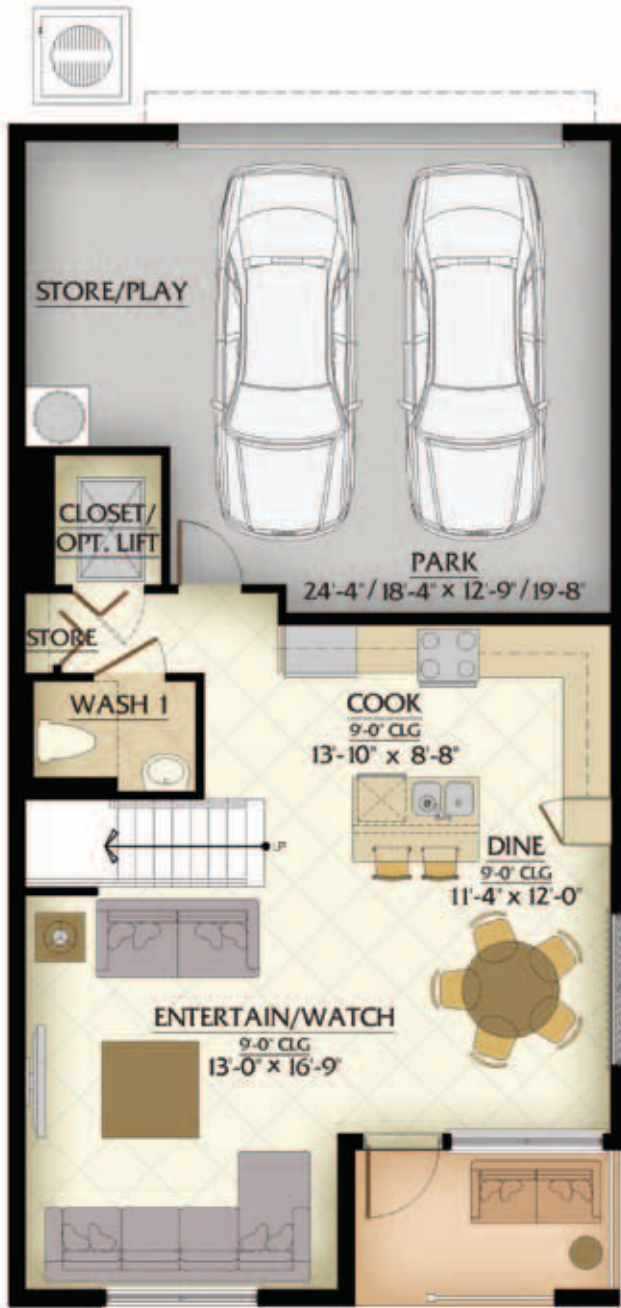 STORE/PLAY
CLOSET/
OPT. LIFT
PARK
24'-4" / 18'-4" x 12'-9" / 19'-8"
STORE
WASH 1
COOK
9'-0" CLG
13'-10" x 8'-8"
UP
DINE
9'-0" CLG
11'-4" x 12'-0"
ENTERTAIN/WATCH
9'-0" CLG
13'-0" x 16'-9"